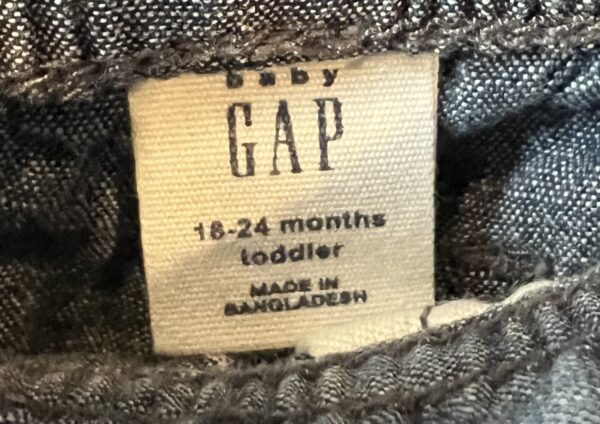 baby
GAP
18-24 months
toddler
MADE IN
BANGLADESH